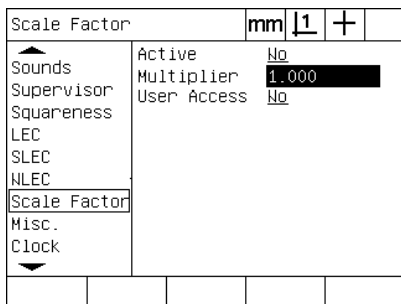 Scale Factor mm 1
Sounds
Supervisor
Squareness
LEC
SLEC
NLEC
Scale Factor
Misc.
Clock
Active No
Multiplier 1.000
User Access No